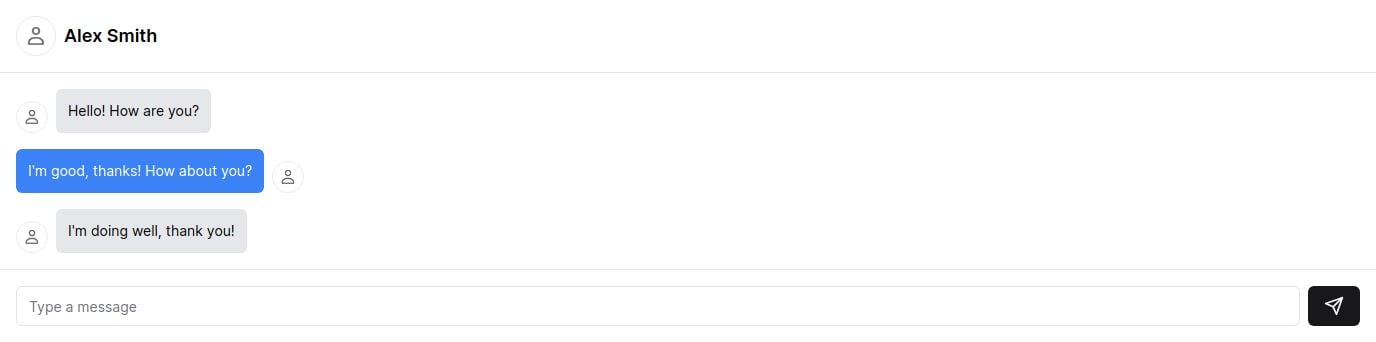 Alex Smith
Hello! How are you?
I'm good, thanks! How about you?
I'm doing well, thank you!
Type a message